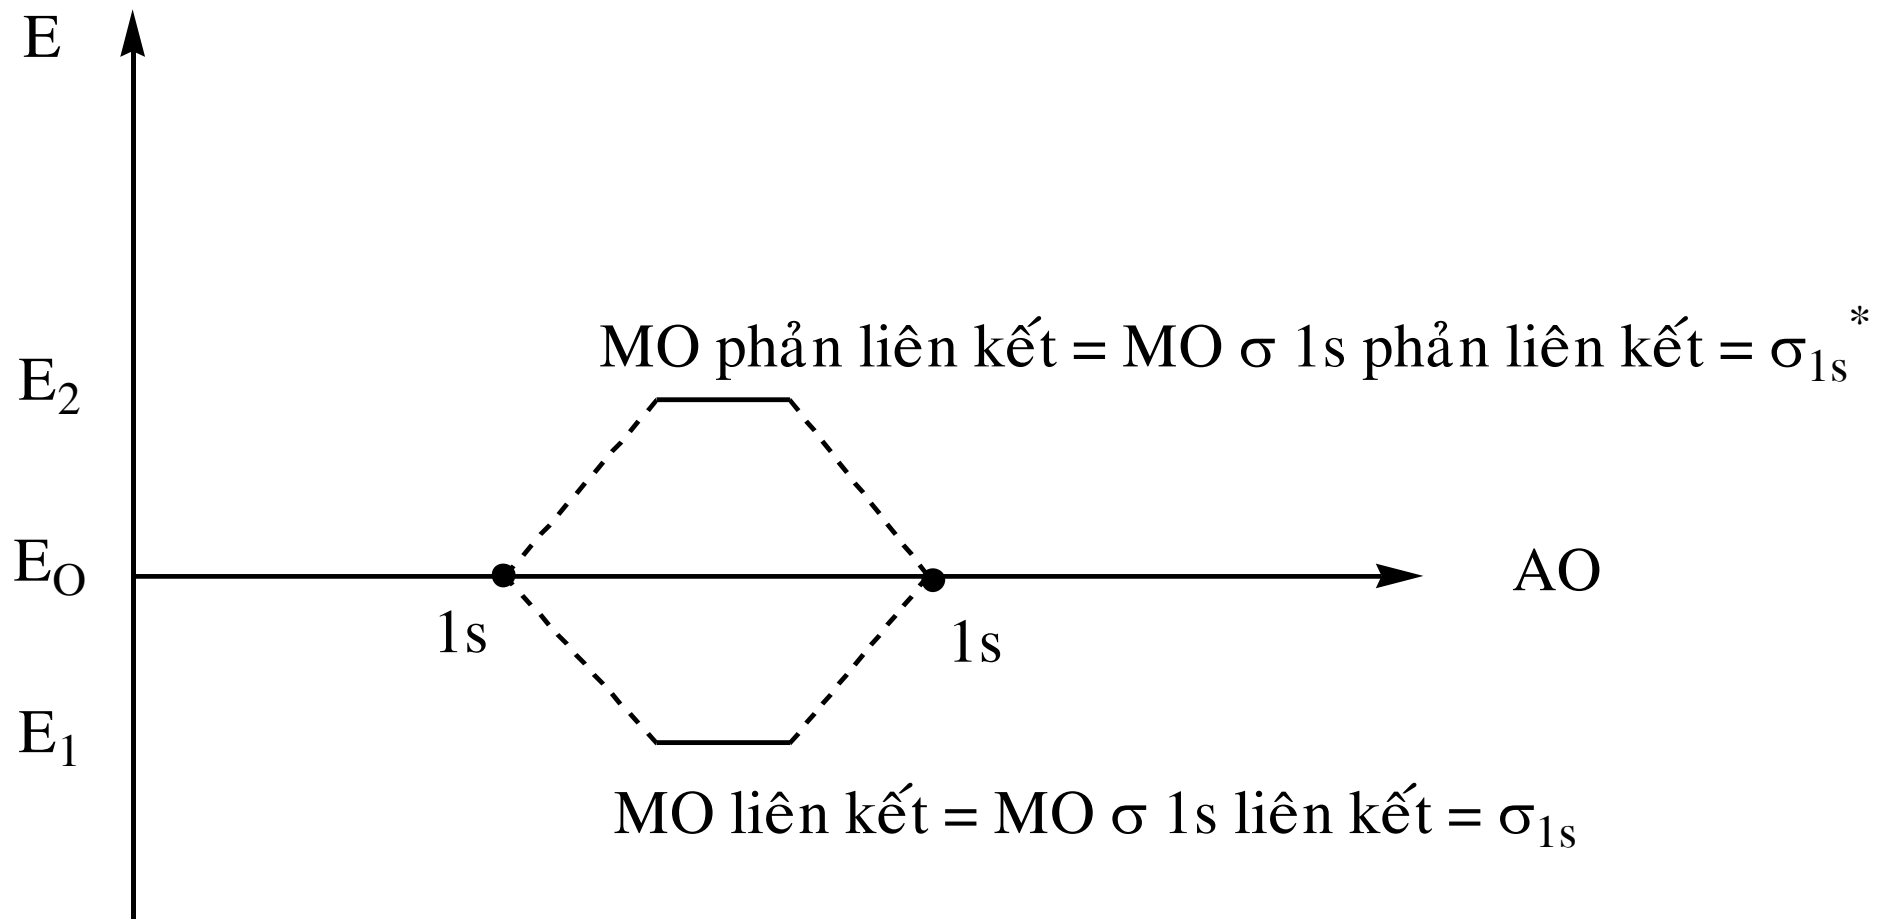 E
MO phản liên kết = MO σ 1s phản liên kết = σ₁ₛ*
E₂
E_O
AO
1s
1s
E₁
MO liên kết = MO σ 1s liên kết = σ₁ₛ